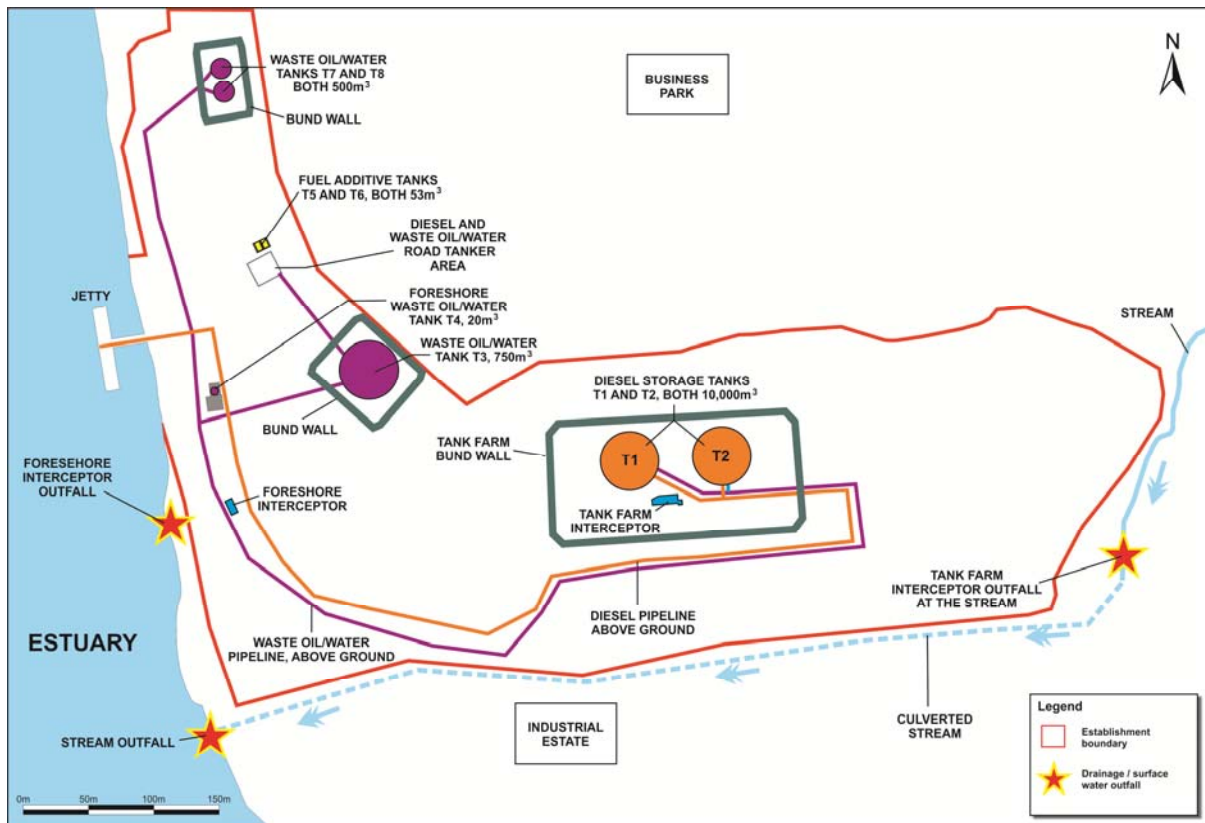 WASTE OIL/WATER
TANKS T7 AND T8
BOTH 500m³
BUND WALL
BUSINESS
PARK
N
FUEL ADDITIVE TANKS
T5 AND T6, BOTH 53m³
DIESEL AND
WASTE OIL/WATER
ROAD TANKER
AREA
JETTY
FORESHORE
WASTE OIL/WATER
TANK T4, 20m³
WASTE OIL/WATER
TANK T3, 750m³
BUND WALL
STREAM
DIESEL STORAGE TANKS
T1 AND T2, BOTH 10,000m³
TANK FARM
BUND WALL
T1
T2
TANK FARM
INTERCEPTOR
FORESEHORE
INTERCEPTOR
OUTFALL
FORESHORE
INTERCEPTOR
TANK FARM
INTERCEPTOR OUTFALL
AT THE STREAM
DIESEL PIPELINE
ABOVE GROUND
WASTE OIL/WATER
PIPELINE, ABOVE GROUND
ESTUARY
STREAM OUTFALL
INDUSTRIAL
ESTATE
CULVERTED
STREAM
Legend
Establishment
boundary
Drainage / surface
water outfall
0m 50m 100m 150m